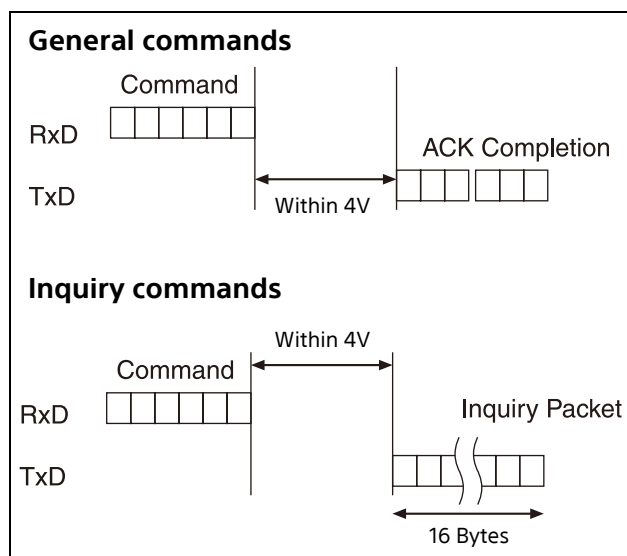 General commands
Command
RxD
ACK Completion
TxD
Within 4V
Inquiry commands
Within 4V
Command
RxD
Inquiry Packet
TxD
16 Bytes